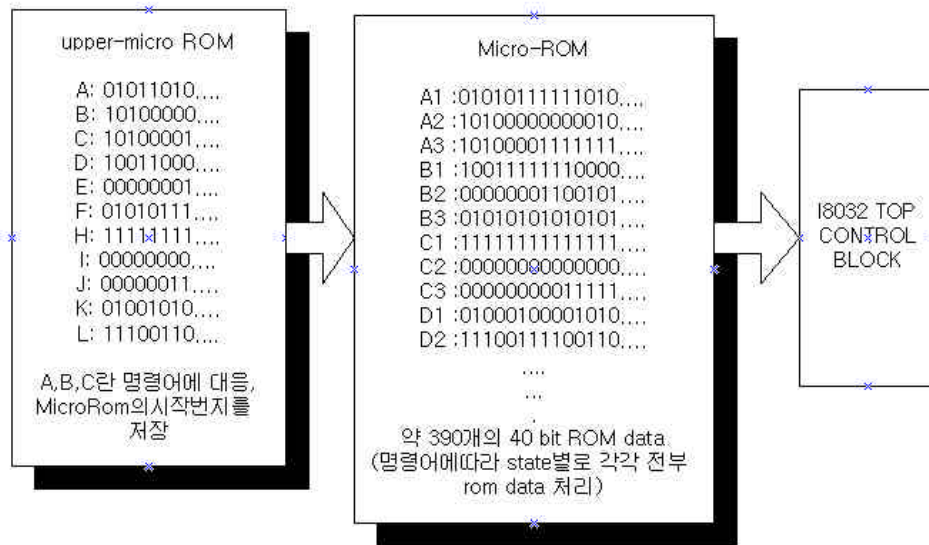 upper-micro ROM
A: 01011010,...
B: 10100000,...
C: 10100001,...
D: 10011000,...
E: 00000001,...
F: 01010111,...
H: 11111111,...
I: 00000000,...
J: 00000011,...
K: 01001010,...
L: 11100110,...
A,B,C란 명령어에 대응,
MicroRom의시작번지를
저장
Micro-ROM
A1 :01010111111010,...
A2 :10100000000010,...
A3 :10100001111111,...
B1 :10011111110000,...
B2 :00000001100101,...
B3 :01010101010101,...
C1 :11111111111111,...
C2 :00000000000000,...
C3 :00000000011111,...
D1 :01000100001010,...
D2 :11100111100110,...
....
...
.
약 390개의 40 bit ROM data
(명령어에따라 state별로 각각 전부
rom data 처리)
I8032 TOP
CONTROL
BLOCK